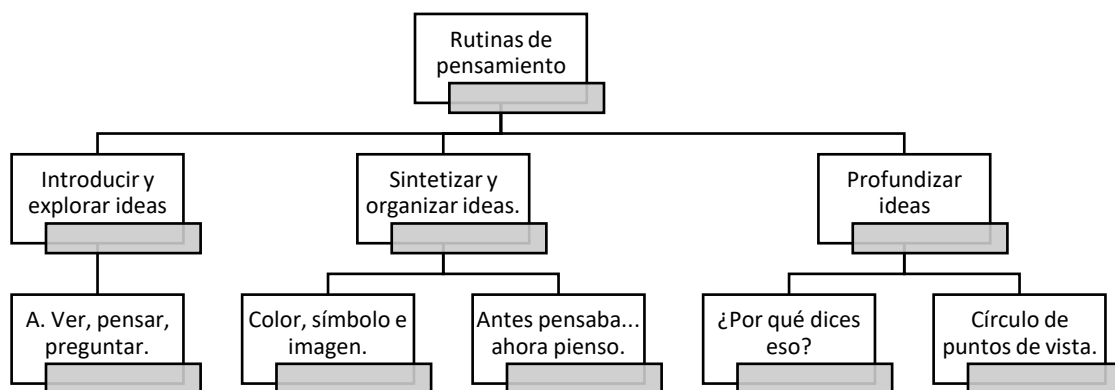 Rutinas de
pensamiento
Introducir y
explorar ideas
Sintetizar y
organizar ideas.
Profundizar
ideas
A. Ver, pensar,
preguntar.
Color, símbolo e
imagen.
Antes pensaba...
ahora pienso.
¿Por qué dices
eso?
Círculo de
puntos de vista.